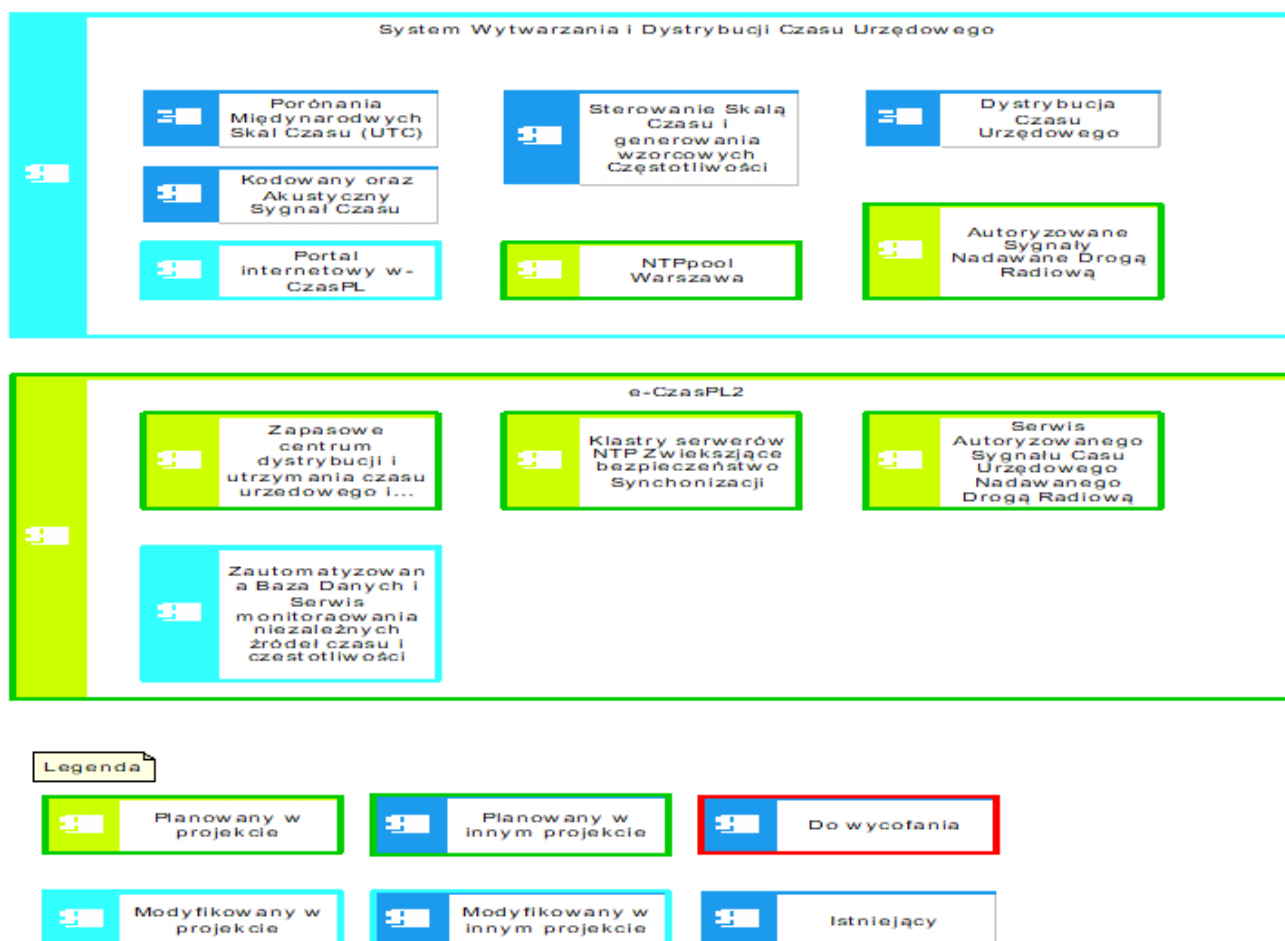 System Wytwarzania i Dystrybucji Czasu Urzędowego
Porónania
Międynarodwych
Skal Czasu (UTC)
Sterowanie Skalą
Czasu i
generowania
wzorcowych
Częstotliwości
Dystrybucja
Czasu
Urzędowego
Kodowany oraz
Akustyczny
Sygnał Czasu
Portal
internetowy w-
CzasPL
NTPpool
Warszawa
Autoryzowane
Sygnały
Nadawane Drogą
Radiową
e-CzasPL2
Zapasowe
centrum
dystrybucji i
utrzymania czasu
urzedowego i...
Klastry serwerów
NTP Zwiekszjące
bezpieczeństwo
Synchonizacji
Serwis
Autoryzowanego
Sygnału Casu
Urzędowego
Nadawanego
Drogą Radiową
Zautomatyzowan
a Baza Danych i
Serwis
monitoraowania
niezależnych
żródeł czasu i
czestotliwości
Legenda
Planowany w
projekcie
Planowany w
innym projekcie
Do wycofania
Modyfikowany w
projekcie
Modyfikowany w
innym projekcie
Istniejący